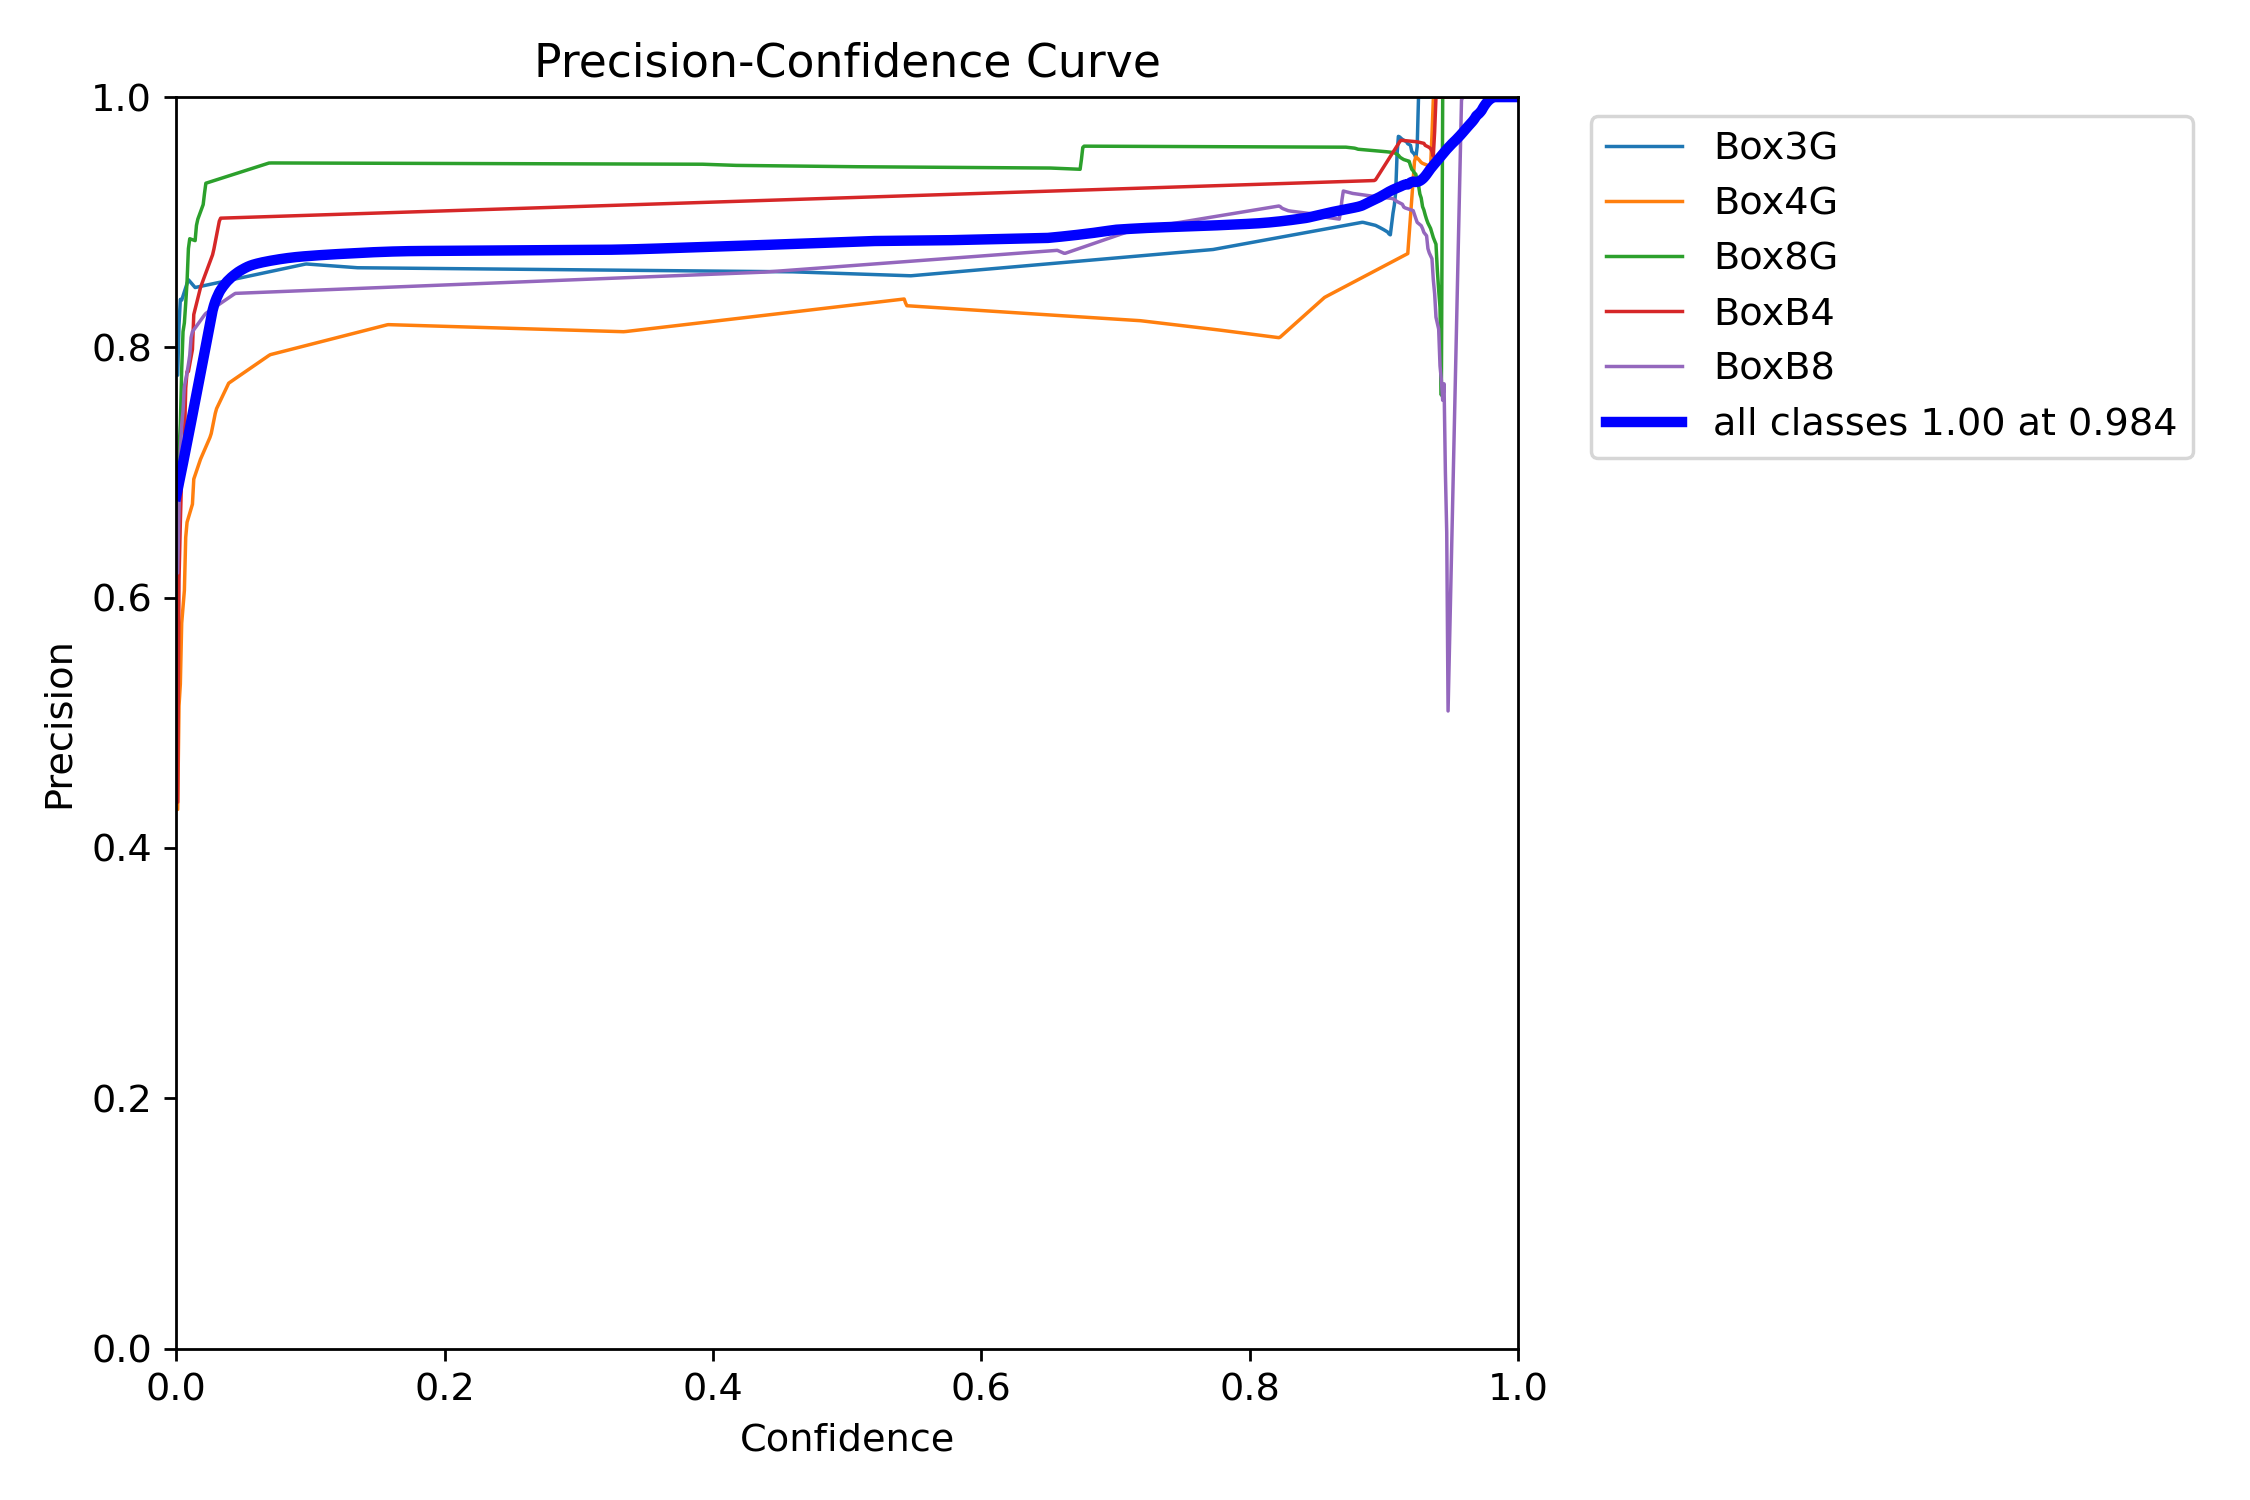 Precision-Confidence Curve
1.0
0.8
0.6
0.4
0.2
0.0
Precision
0.0 0.2 0.4 0.6 0.8 1.0
Confidence
Box3G
Box4G
Box8G
BoxB4
BoxB8
all classes 1.00 at 0.984